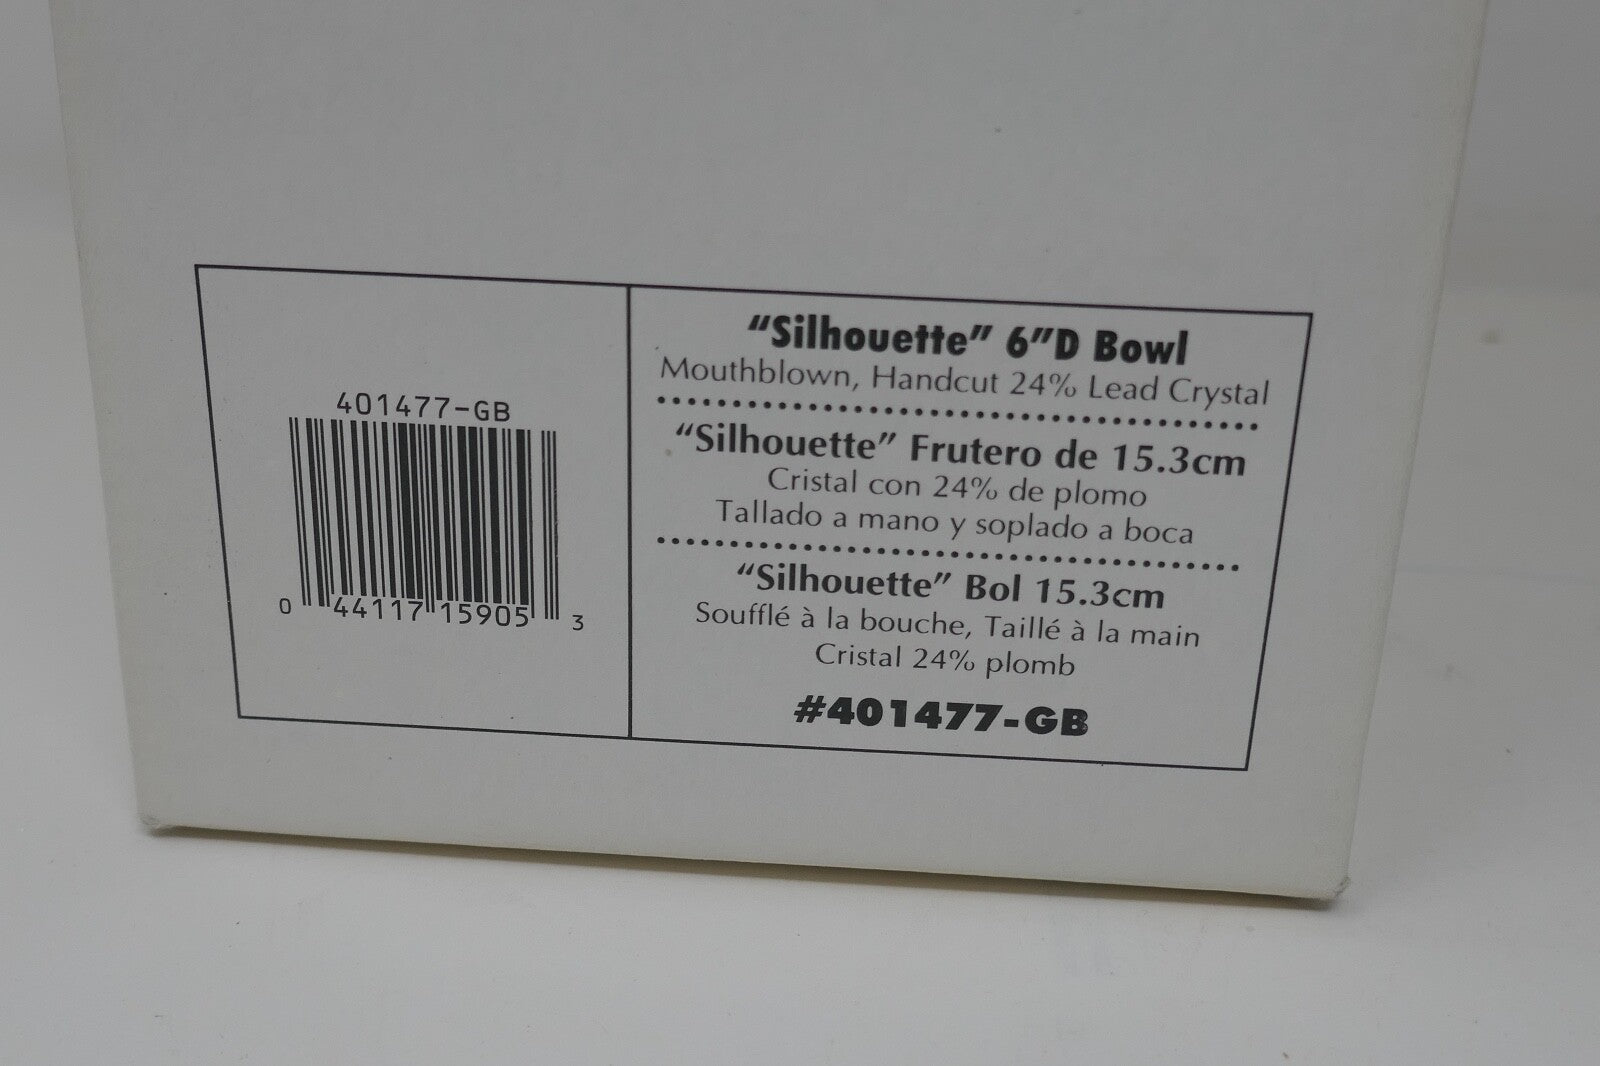 401477-GB
0 44117 15905 3
“Silhouette” 6”D Bowl
Mouthblown, Handcut 24% Lead Crystal
“Silhouette” Frutero de 15.3cm
Cristal con 24% de plomo
Tallado a mano y soplado a boca
“Silhouette” Bol 15.3cm
Soufflé à la bouche, Taillé à la main
Cristal 24% plomb
#401477-GB